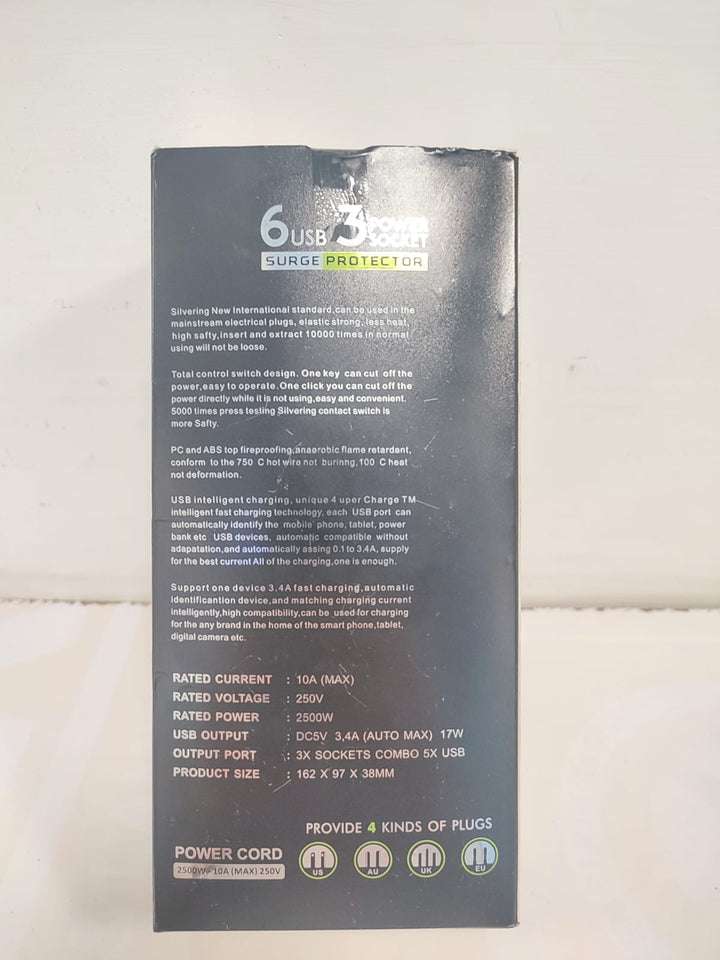 6 USB 3 POWER SOCKET
SURGE PROTECTOR
Silvering New International standard,can be used in the
mainstream electrical plugs, elastic strong, less heat,
high safty,insert and extract 10000 times in normal
using will not be loose.
Total control switch design. One key can cut off the
power,easy to operate.One click you can cut off the
power directly while it is not using,easy and convenient.
5000 times press testing Silvering contact switch is
more Safty.
PC and ABS top fireproofing,anaerobic flame retardant,
conform to the 750 C hot wire not burinng,100 C heat
not deformation.
USB intelligent charging, unique 4 uper Charge TM
intelligent fast charging technology, each USB port can
automatically identify the mobile phone, tablet, power
bank etc USB devices, automatic compatible without
adapatation,and automatically assing 0.1 to 3.4A, supply
for the best current All of the charging,one is enough.
Support one device 3.4A fast charging,automatic
identificantion device,and matching charging current
intelligently,high compatibility,can be used for charging
for the any brand in the home of the smart phone,tablet,
digital camera etc.
RATED CURRENT : 10A (MAX)
RATED VOLTAGE : 250V
RATED POWER : 2500W
USB OUTPUT : DC5V 3,4A (AUTO MAX) 17W
OUTPUT PORT : 3X SOCKETS COMBO 5X USB
PRODUCT SIZE : 162 X 97 X 38MM
PROVIDE 4 KINDS OF PLUGS
POWER CORD
2500W-10A (MAX) 250V
US AU UK EU